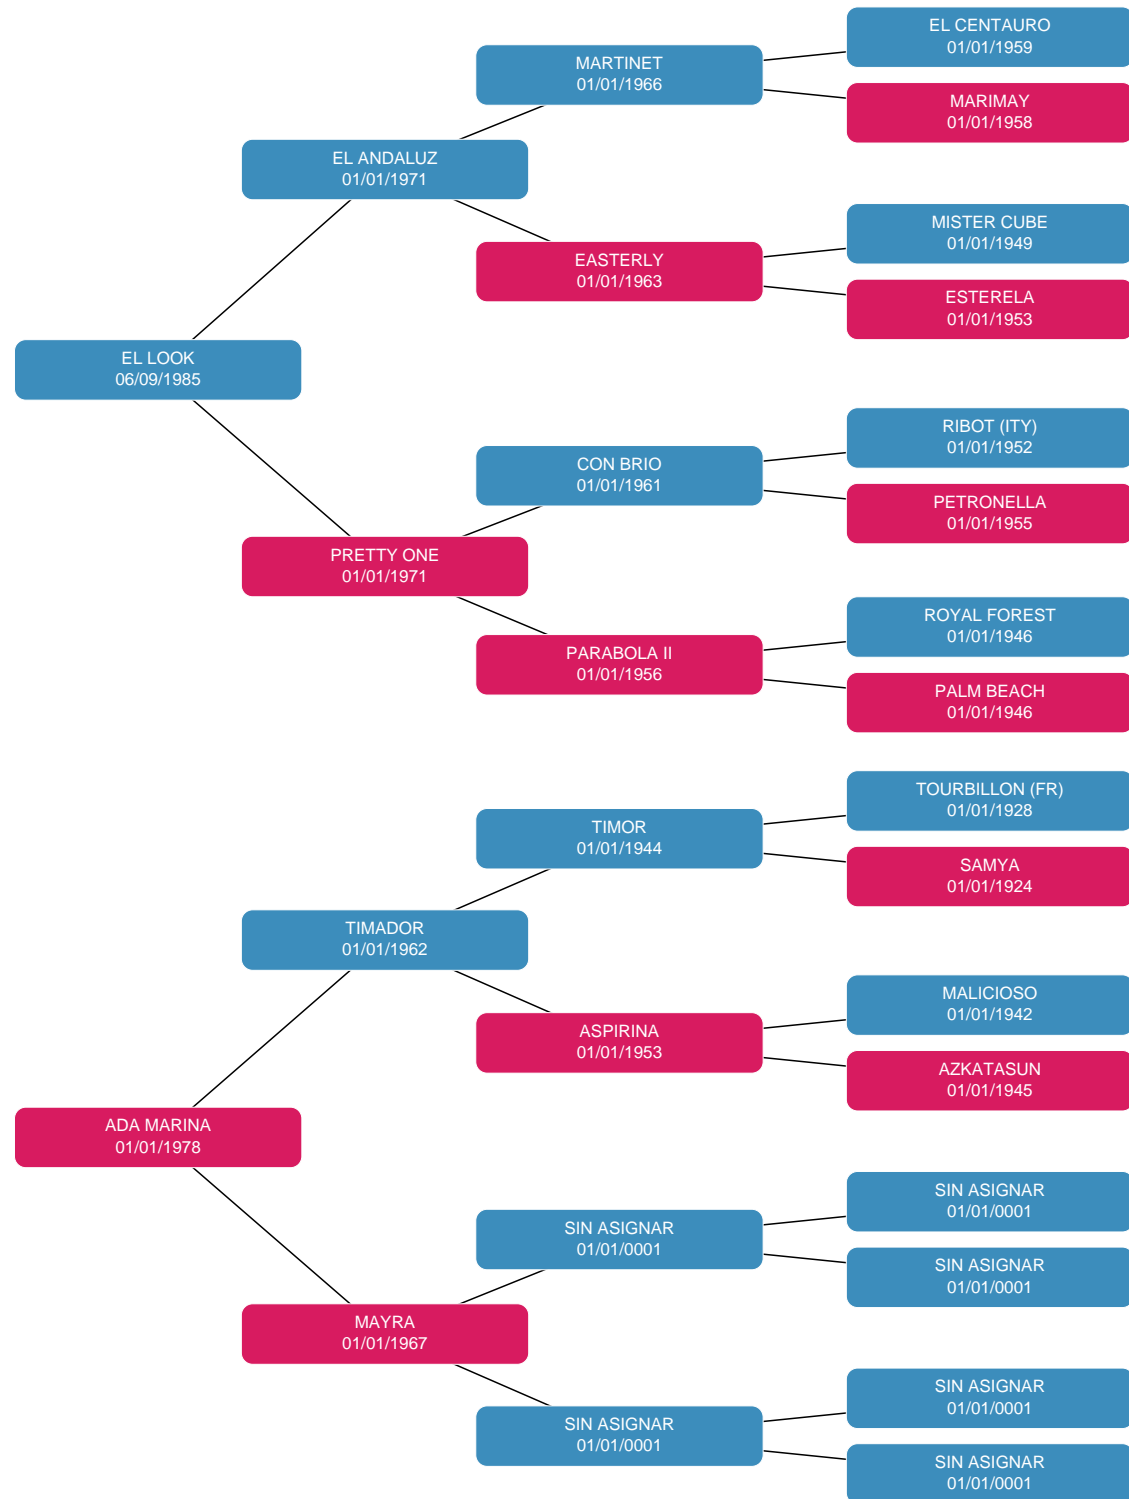 EL CENTAURO
01/01/1959
MARTINET
01/01/1966
MARIMAY
01/01/1958
EL ANDALUZ
01/01/1971
MISTER CUBE
01/01/1949
EASTERLY
01/01/1963
ESTERELA
01/01/1953
EL LOOK
06/09/1985
RIBOT (ITY)
01/01/1952
CON BRIO
01/01/1961
PETRONELLA
01/01/1955
PRETTY ONE
01/01/1971
ROYAL FOREST
01/01/1946
PARABOLA II
01/01/1956
PALM BEACH
01/01/1946
TOURBILLON (FR)
01/01/1928
TIMOR
01/01/1944
SAMYA
01/01/1924
TIMADOR
01/01/1962
MALICIOSO
01/01/1942
ASPIRINA
01/01/1953
AZKATASUN
01/01/1945
ADA MARINA
01/01/1978
SIN ASIGNAR
01/01/0001
SIN ASIGNAR
01/01/0001
SIN ASIGNAR
01/01/0001
MAYRA
01/01/1967
SIN ASIGNAR
01/01/0001
SIN ASIGNAR
01/01/0001
SIN ASIGNAR
01/01/0001